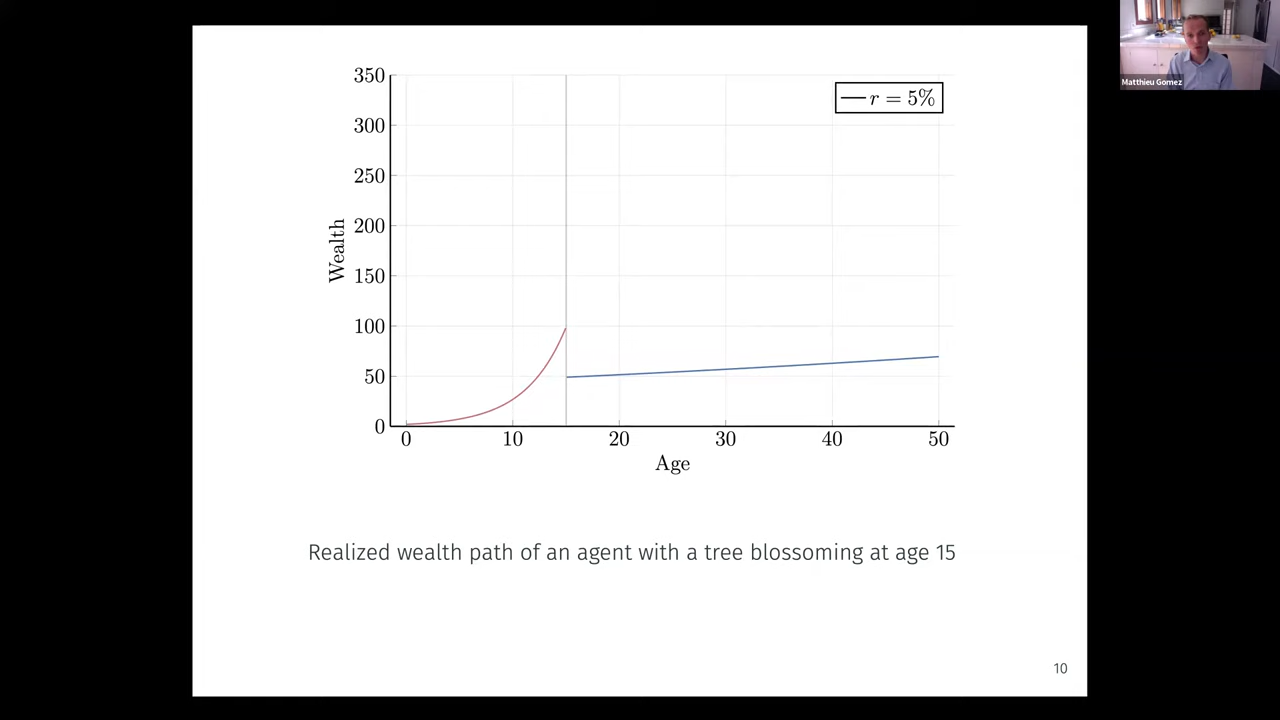 350
300
250
200
150
100
50
0
Wealth
r = 5%
0 10 20 30 40 50
Age
Realized wealth path of an agent with a tree blossoming at age 15
10
Matthieu Gomez